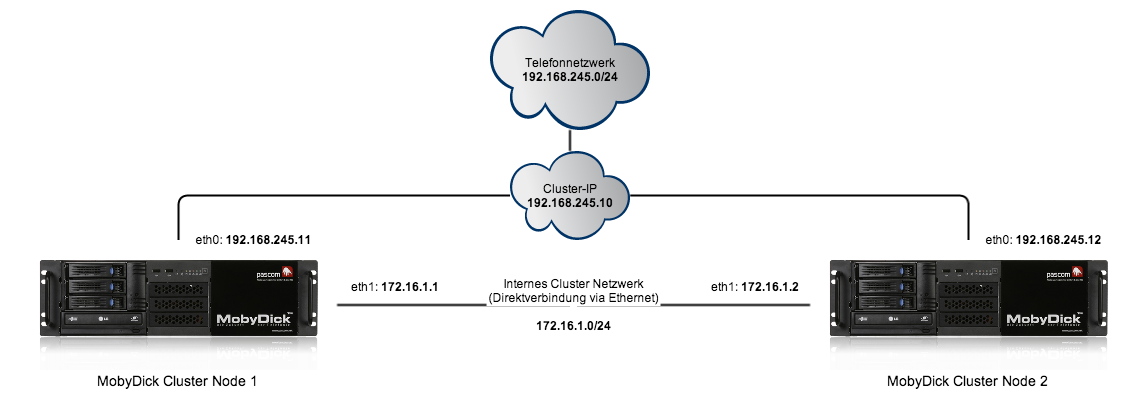 Telefonnetzwerk
192.168.245.0/24
Cluster-IP
192.168.245.10
eth0: 192.168.245.11
eth0: 192.168.245.12
pascom
pascom
eth1: 172.16.1.1
Internes Cluster Netzwerk
(Direktverbindung via Ethernet)
eth1: 172.16.1.2
172.16.1.0/24
LG
MobyDick
LG
MobyDick
MobyDick Cluster Node 1
MobyDick Cluster Node 2